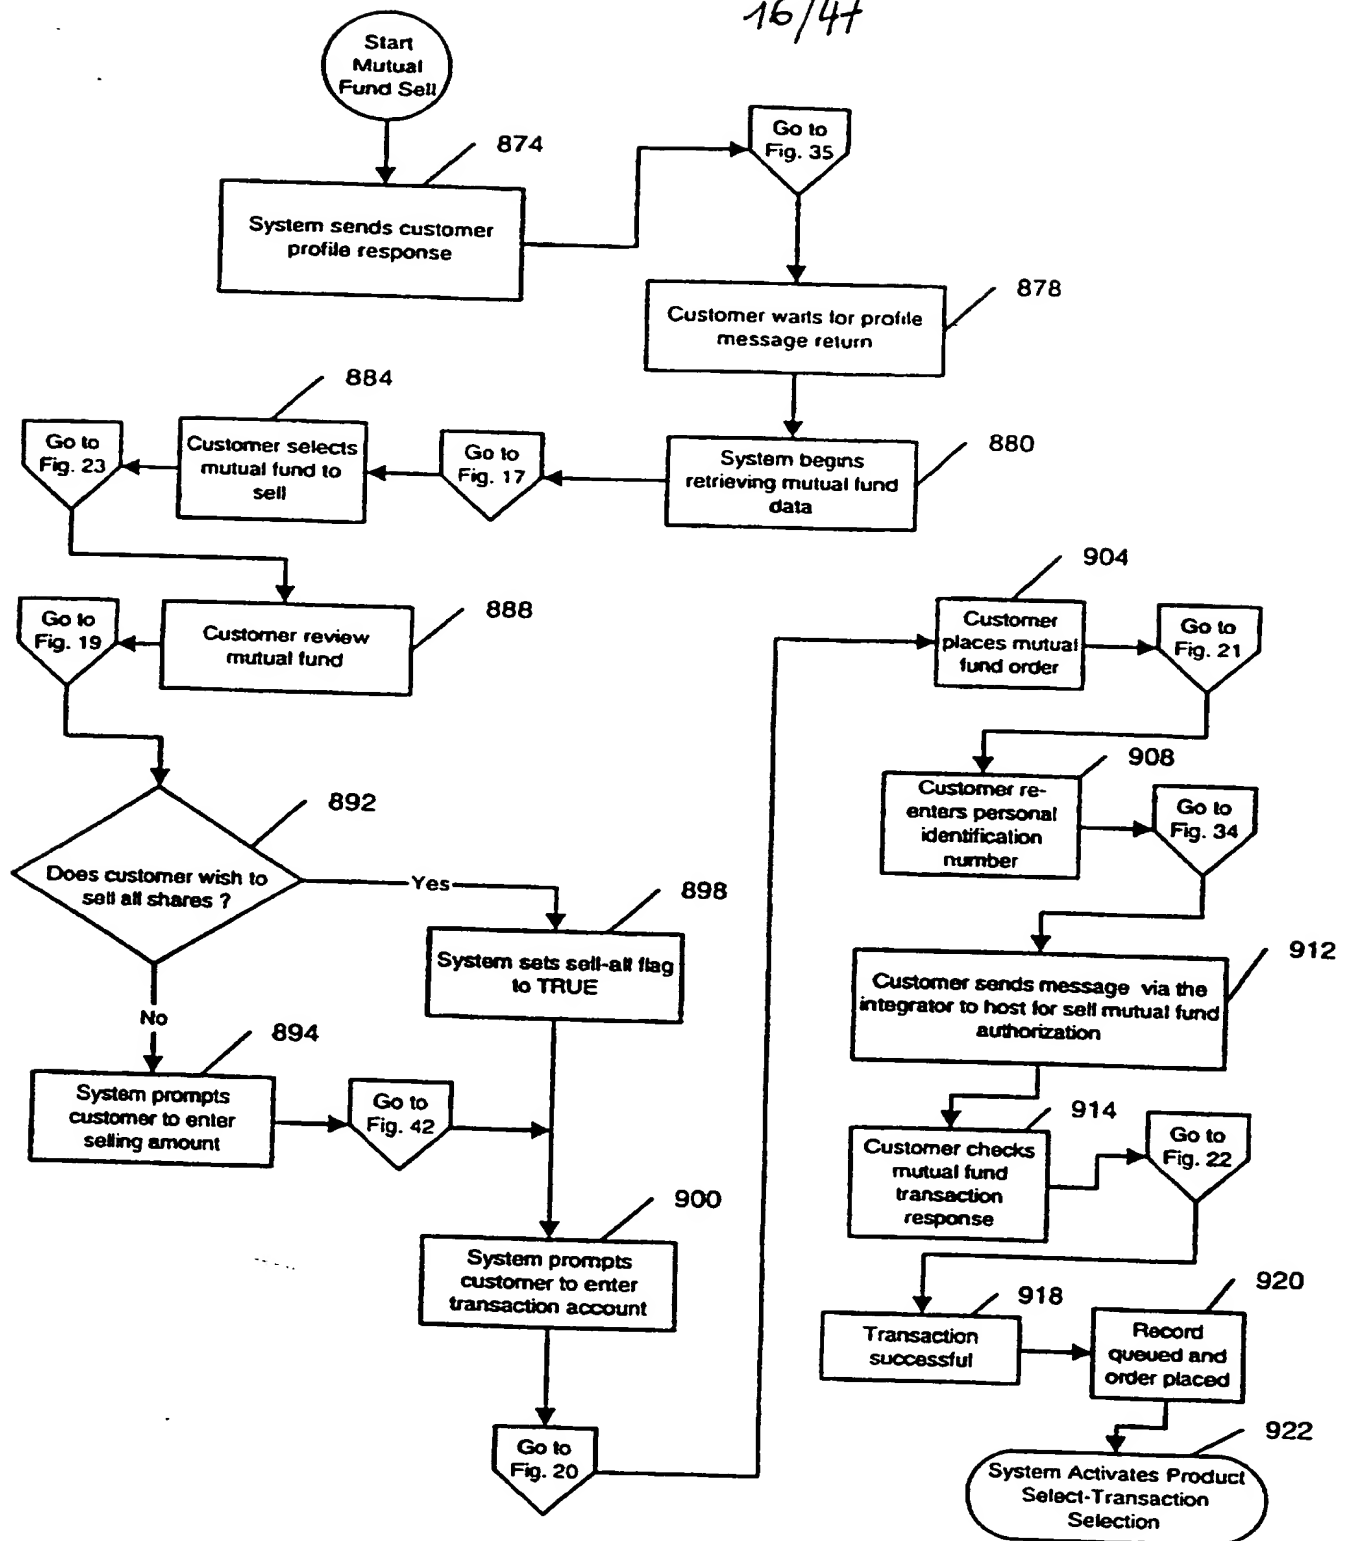 16/47
Start
Mutual
Fund Sell
874
System sends customer
profile response
Go to
Fig. 35
878
Customer waits for profile
message return
880
System begins
retrieving mutual fund
data
Go to
Fig. 17
884
Customer selects
mutual fund to
sell
Go to
Fig. 23
888
Customer review
mutual fund
Go to
Fig. 19
892
Does customer wish to
sell all shares ?
Yes
898
System sets sell-all flag
to TRUE
No
894
System prompts
customer to enter
selling amount
Go to
Fig. 42
900
System prompts
customer to enter
transaction account
Go to
Fig. 20
904
Customer
places mutual
fund order
Go to
Fig. 21
908
Customer re-
enters personal
identification
number
Go to
Fig. 34
912
Customer sends message via the
integrator to host for sell mutual fund
authorization
914
Customer checks
mutual fund
transaction
response
Go to
Fig. 22
918
Transaction
successful
920
Record
queued and
order placed
922
System Activates Product
Select-Transaction
Selection